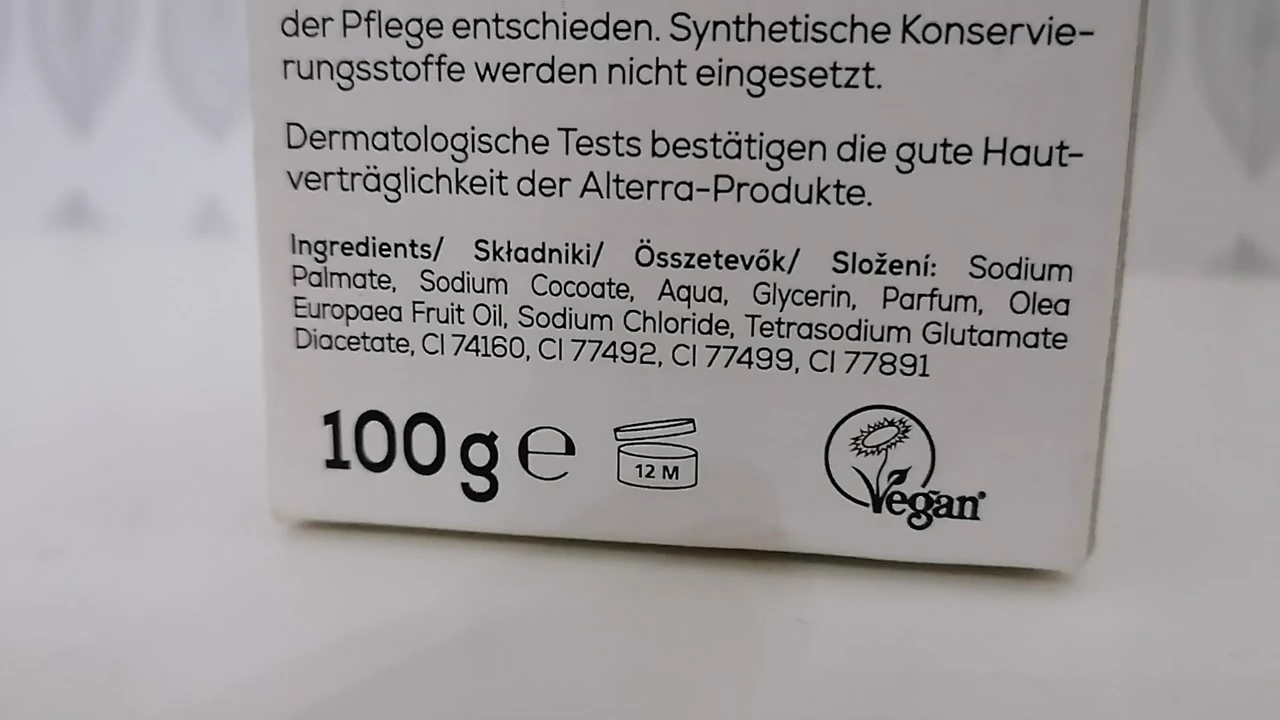 der Pflege entschieden. Synthetische Konservie-
rungsstoffe werden nicht eingesetzt.
Dermatologische Tests bestätigen die gute Haut-
verträglichkeit der Alterra-Produkte.
Ingredients/ Składniki/ Összetevők/ Složení: Sodium
Palmate, Sodium Cocoate, Aqua, Glycerin, Parfum, Olea
Europaea Fruit Oil, Sodium Chloride, Tetrasodium Glutamate
Diacetate, CI 74160, CI 77492, CI 77499, CI 77891
100 g ℮
12 M
Vegan